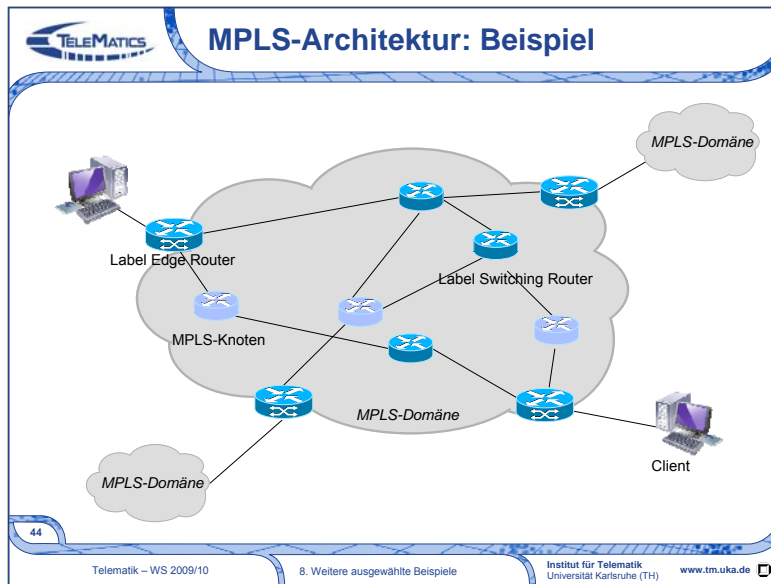 TELEMATICS
MPLS-Architektur: Beispiel
MPLS-Domäne
Label Edge Router
Label Switching Router
MPLS-Knoten
MPLS-Domäne
MPLS-Domäne
Client
44
Telematik – WS 2009/10
8. Weitere ausgewählte Beispiele
Institut für Telematik
Universität Karlsruhe (TH)
www.tm.uka.de